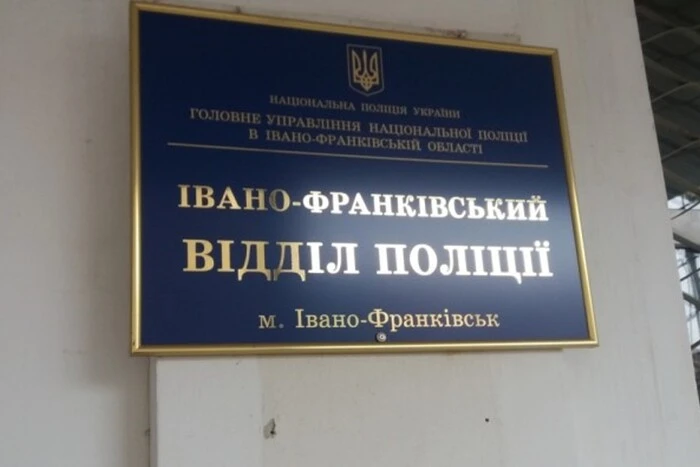 НАЦІОНАЛЬНА ПОЛІЦІЯ УКРАЇНИ
ГОЛОВНЕ УПРАВЛІННЯ НАЦІОНАЛЬНОЇ ПОЛІЦІЇ
В ІВАНО-ФРАНКІВСЬКІЙ ОБЛАСТІ
ІВАНО-ФРАНКІВСЬКИЙ
ВІДДІЛ ПОЛІЦІЇ
м. Івано-Франківськ